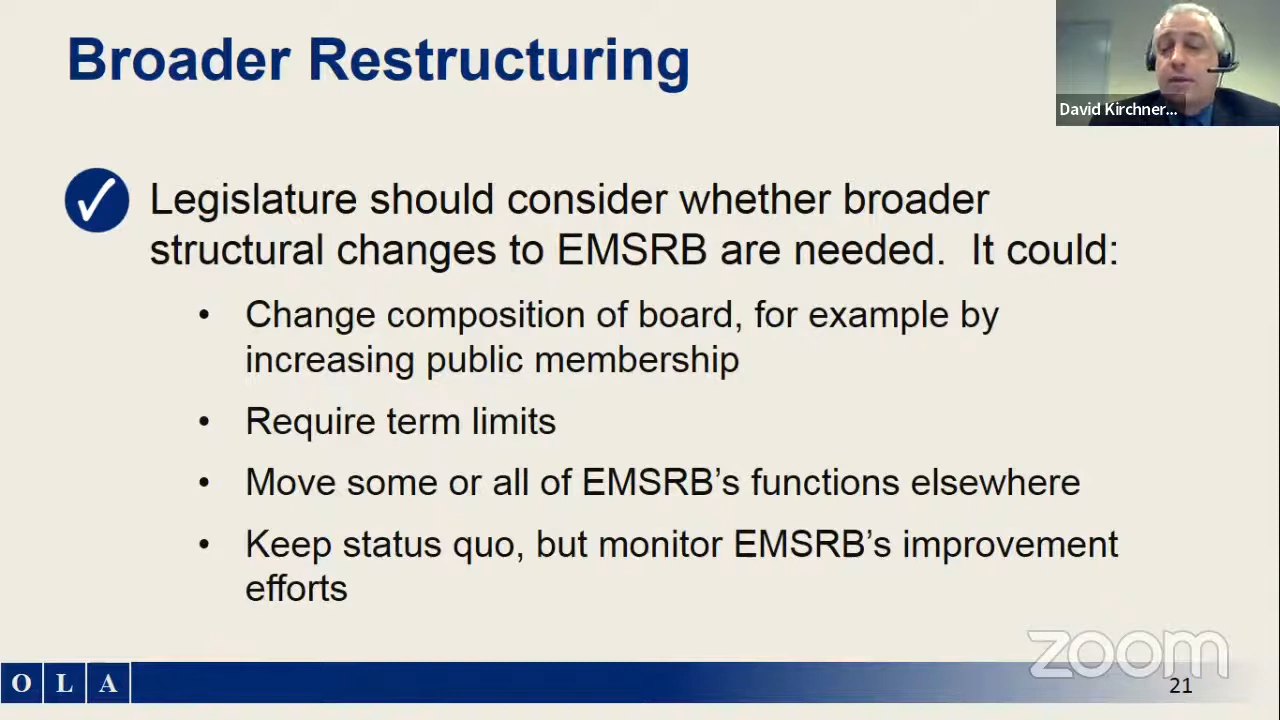 Broader Restructuring
David Kirchner...
Legislature should consider whether broader
structural changes to EMSRB are needed.  It could:
• Change composition of board, for example by
increasing public membership
• Require term limits
• Move some or all of EMSRB’s functions elsewhere
• Keep status quo, but monitor EMSRB’s improvement
efforts
zoom
O L A
21